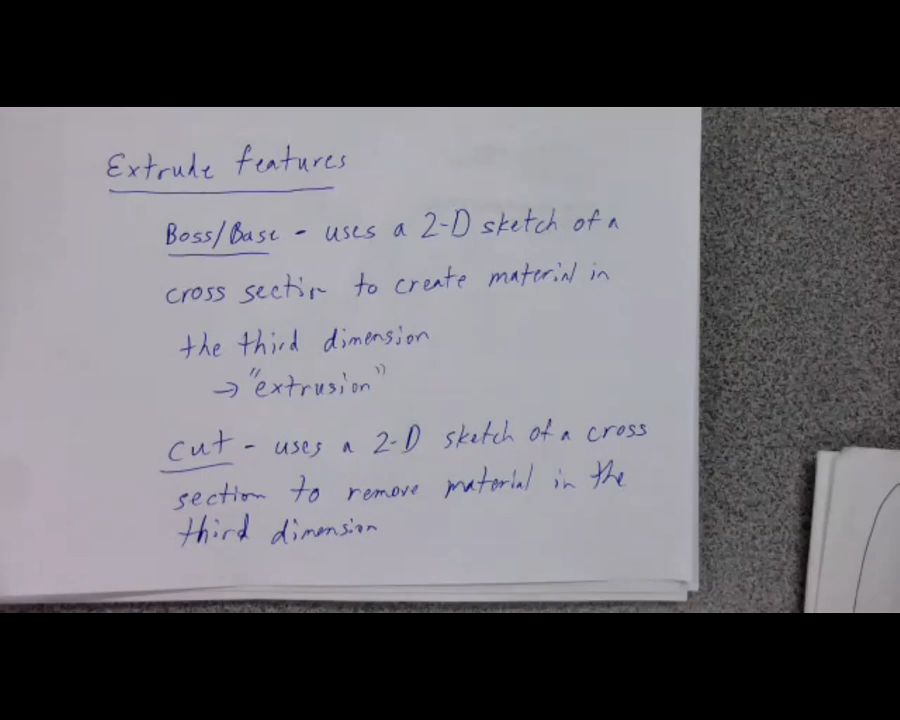 Extrude features
Boss/Base - uses a 2-D sketch of a
cross section to create material in
the third dimension
→ "extrusion"
Cut - uses a 2-D sketch of a cross
section to remove material in the
third dimension